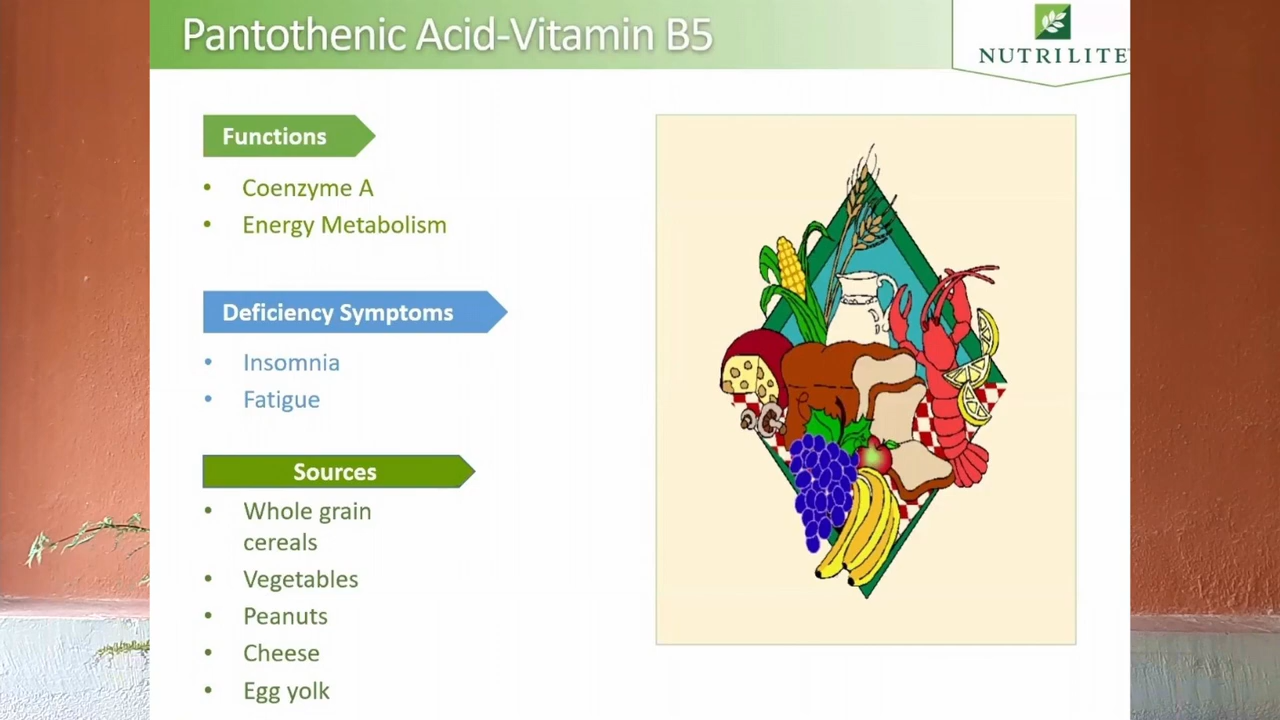 Pantothenic Acid-Vitamin B5
NUTRILITE
Functions
• Coenzyme A
• Energy Metabolism
Deficiency Symptoms
• Insomnia
• Fatigue
Sources
• Whole grain
cereals
• Vegetables
• Peanuts
• Cheese
• Egg yolk